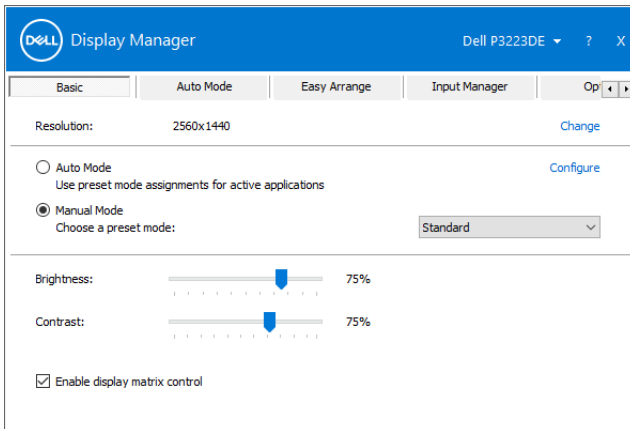 DELL Display Manager Dell P3223DE ? X
Basic Auto Mode Easy Arrange Input Manager Op
Resolution: 2560x1440 Change
Auto Mode Configure
Use preset mode assignments for active applications
Manual Mode
Choose a preset mode: Standard
Brightness: 75%
Contrast: 75%
Enable display matrix control